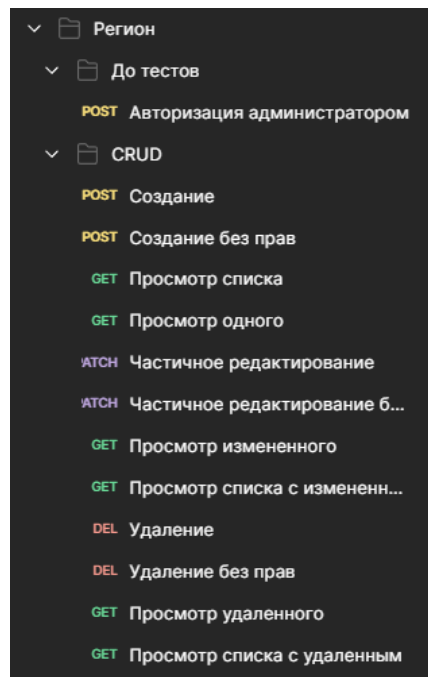 Регион
До тестов
POST Авторизация администратором
CRUD
POST Создание
POST Создание без прав
GET Просмотр списка
GET Просмотр одного
ATCH Частичное редактирование
ATCH Частичное редактирование б...
GET Просмотр измененного
GET Просмотр списка с измененн...
DEL Удаление
DEL Удаление без прав
GET Просмотр удаленного
GET Просмотр списка с удаленным